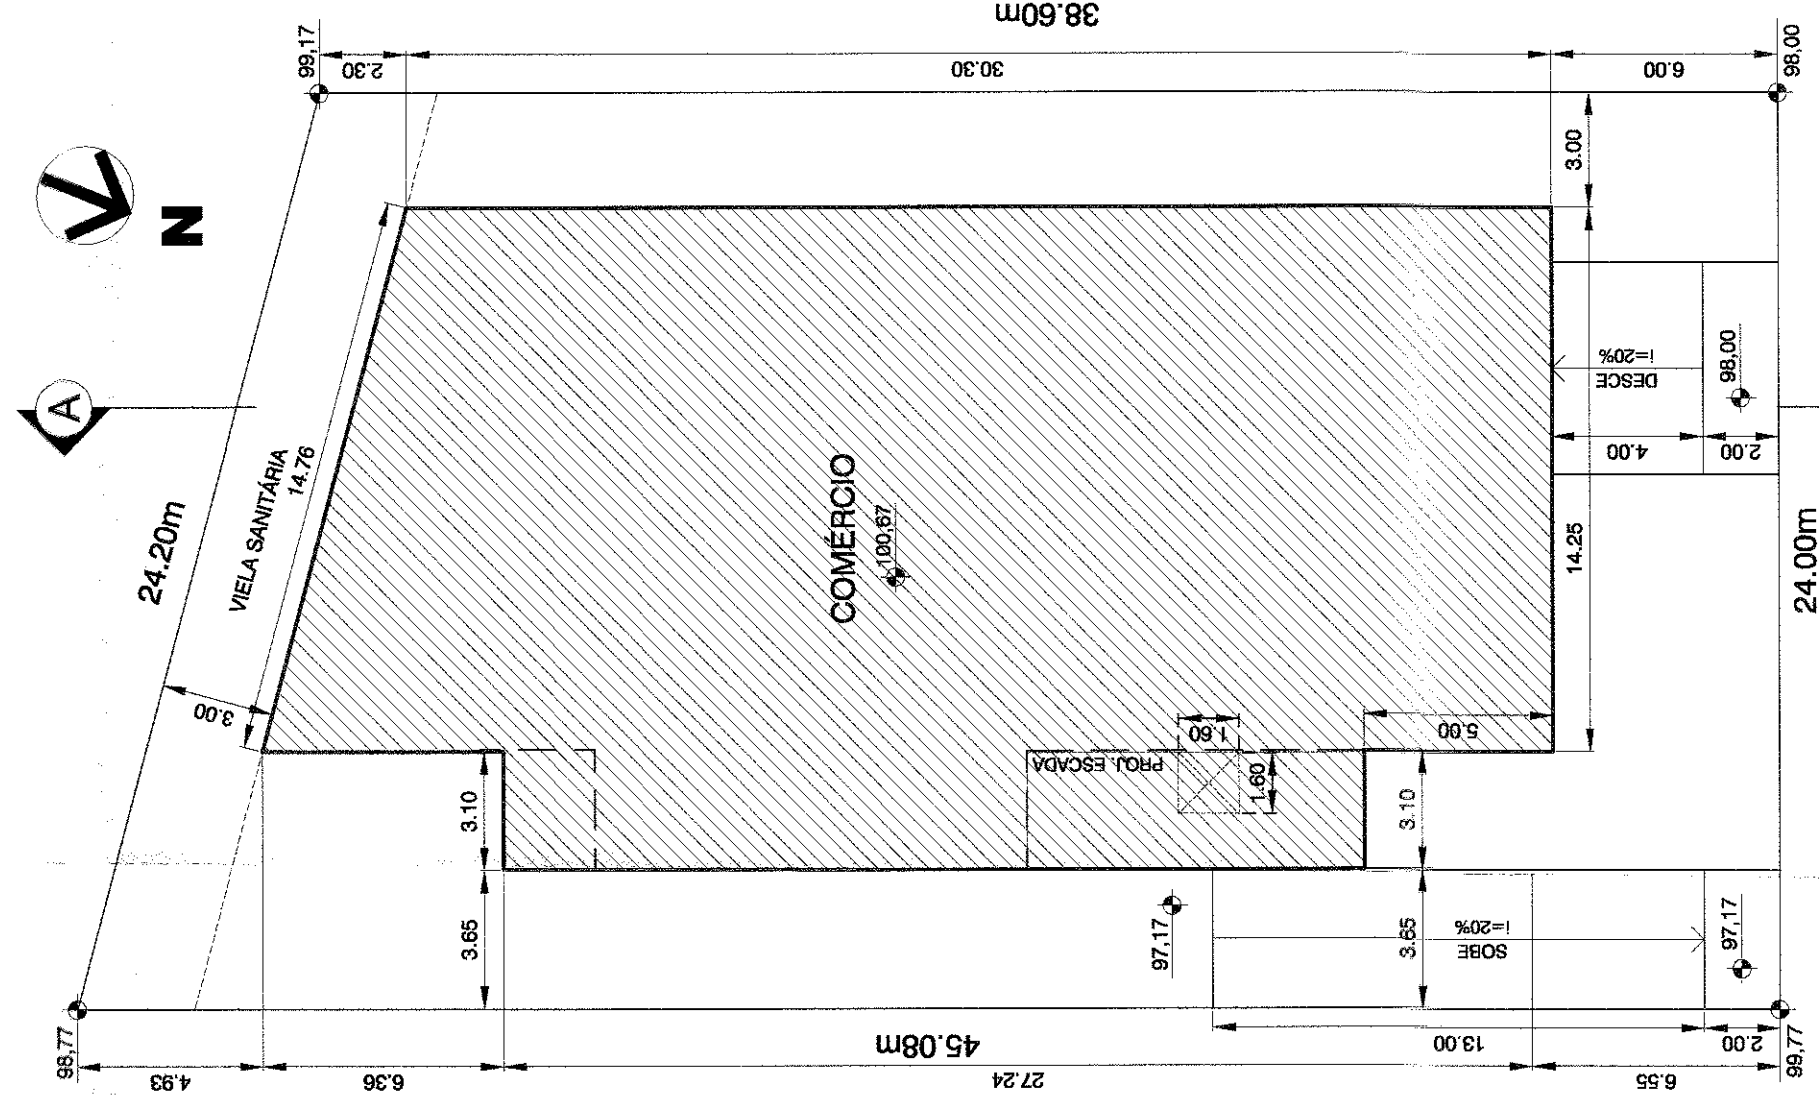 38.60m
99,17
2.30
30.30
6.00
98,00
N
A
3.00
24.20m
VIELA SANITÁRIA
14.76
3.00
DESCE
i=20%
98,00
4.00
2.00
COMÉRCIO
100,67
14.25
24.00m
1.60
5.00
PROJ. ESCADA
1.60
3.10
3.10
3.65
97,17
3.65
SOBE
i=20%
97,17
98,77
45.08m
13.00
2.00
4.93
6.36
27.24
6.55
99,77